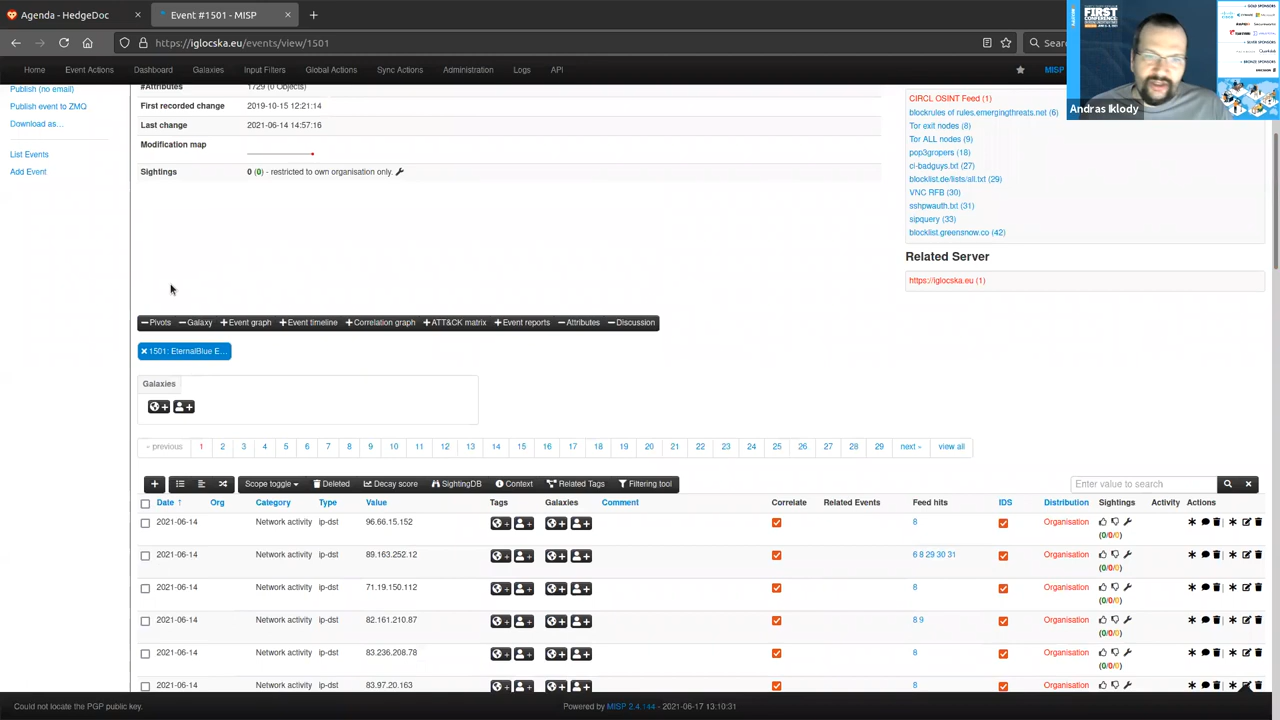 Agenda - HedgeDoc
Event #1501 - MISP
https://iglocska.eu/events/view/1501
Sear
Home Event Actions Dashboard Galaxies Input Filters Global Actions Sync Actions Administration Logs MISP
Andras Iklody
FIRST
CONFERENCE
Publish (no email)
Publish event to ZMQ
Download as...
List Events
Add Event
#Attributes 1729 (0 Objects)
First recorded change 2019-10-15 12:21:14
Last change 2021-06-14 14:57:16
Modification map
Sightings 0 (0) - restricted to own organisation only.
CIRCL OSINT Feed (1)
blockrules of rules.emergingthreats.net (6)
Tor exit nodes (8)
Tor ALL nodes (9)
pop3gropers (18)
ci-badguys.txt (27)
blocklist.de/lists/all.txt (29)
VNC RFB (30)
sshpwauth.txt (31)
sipquery (33)
blocklist.greensnow.co (42)
Related Server
https://iglocska.eu (1)
Pivots Galaxy Event graph Event timeline Correlation graph ATT&CK matrix Event reports Attributes Discussion
1501: EternalBlue E...
Galaxies
« previous 1 2 3 4 5 6 7 8 9 10 11 12 13 14 15 16 17 18 19 20 21 22 23 24 25 26 27 28 29 next » view all
Scope toggle Deleted Decay score SightingDB Context Related Tags Filtering tool
Enter value to search
Date ↑ Org Category Type Value Tags Galaxies Comment Correlate Related Events Feed hits IDS Distribution Sightings Activity Actions
2021-06-14 Network activity ip-dst 96.66.15.152 8 Organisation
(0/0/0)
2021-06-14 Network activity ip-dst 89.163.252.12 6 8 29 30 31 Organisation
(0/0/0)
2021-06-14 Network activity ip-dst 71.19.150.112 8 Organisation
(0/0/0)
2021-06-14 Network activity ip-dst 82.161.210.87 8 9 Organisation
(0/0/0)
2021-06-14 Network activity ip-dst 83.236.208.78 8 Organisation
(0/0/0)
2021-06-14 Network activity ip-dst 83.97.20.163 8 Organisation
Could not locate the PGP public key.
Powered by MISP 2.4.144 - 2021-06-17 13:10:31